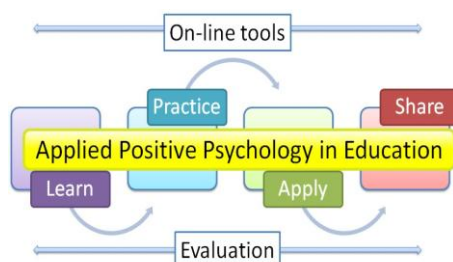 On-line tools
Practice
Share
Applied Positive Psychology in Education
Learn
Apply
Evaluation